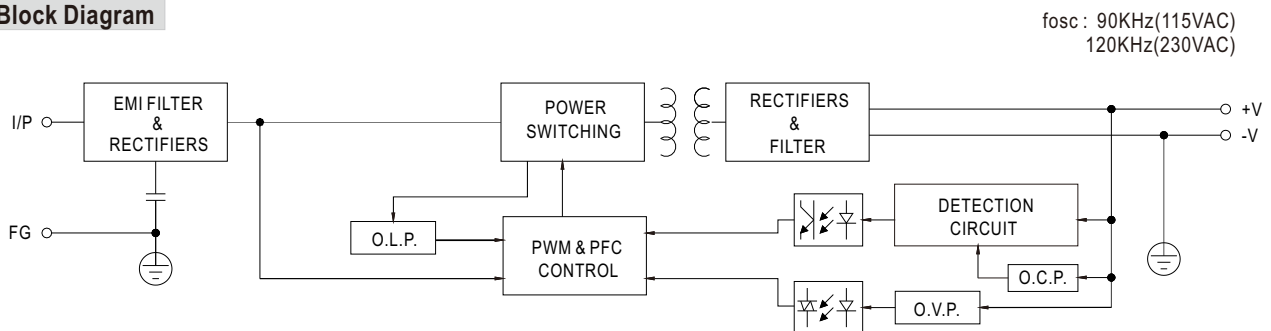 Block Diagram
fosc : 90KHz(115VAC)
120KHz(230VAC)
I/P
EMI FILTER
&
RECTIFIERS
POWER
SWITCHING
RECTIFIERS
&
FILTER
+V
-V
FG
O.L.P.
PWM & PFC
CONTROL
DETECTION
CIRCUIT
O.C.P.
O.V.P.